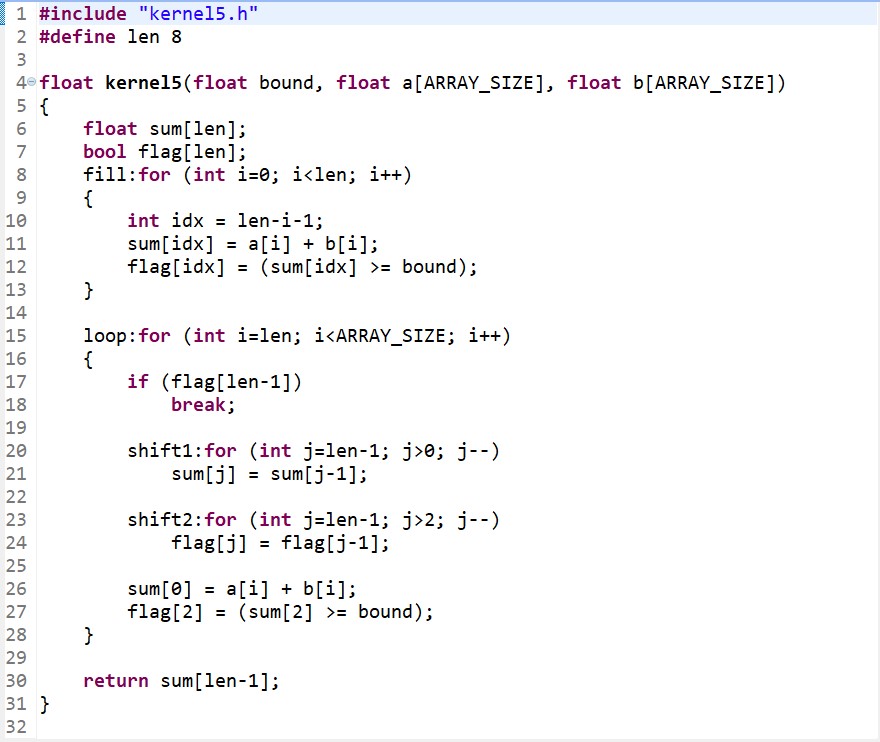 1 #include "kernel5.h"
2 #define len 8
3
4 float kernel5(float bound, float a[ARRAY_SIZE], float b[ARRAY_SIZE])
5 {
6     float sum[len];
7     bool flag[len];
8     fill:for (int i=0; i<len; i++)
9     {
10         int idx = len-i-1;
11         sum[idx] = a[i] + b[i];
12         flag[idx] = (sum[idx] >= bound);
13     }
14
15     loop:for (int i=len; i<ARRAY_SIZE; i++)
16     {
17         if (flag[len-1])
18             break;
19
20         shift1:for (int j=len-1; j>0; j--)
21             sum[j] = sum[j-1];
22
23         shift2:for (int j=len-1; j>2; j--)
24             flag[j] = flag[j-1];
25
26         sum[0] = a[i] + b[i];
27         flag[2] = (sum[2] >= bound);
28     }
29
30     return sum[len-1];
31 }
32